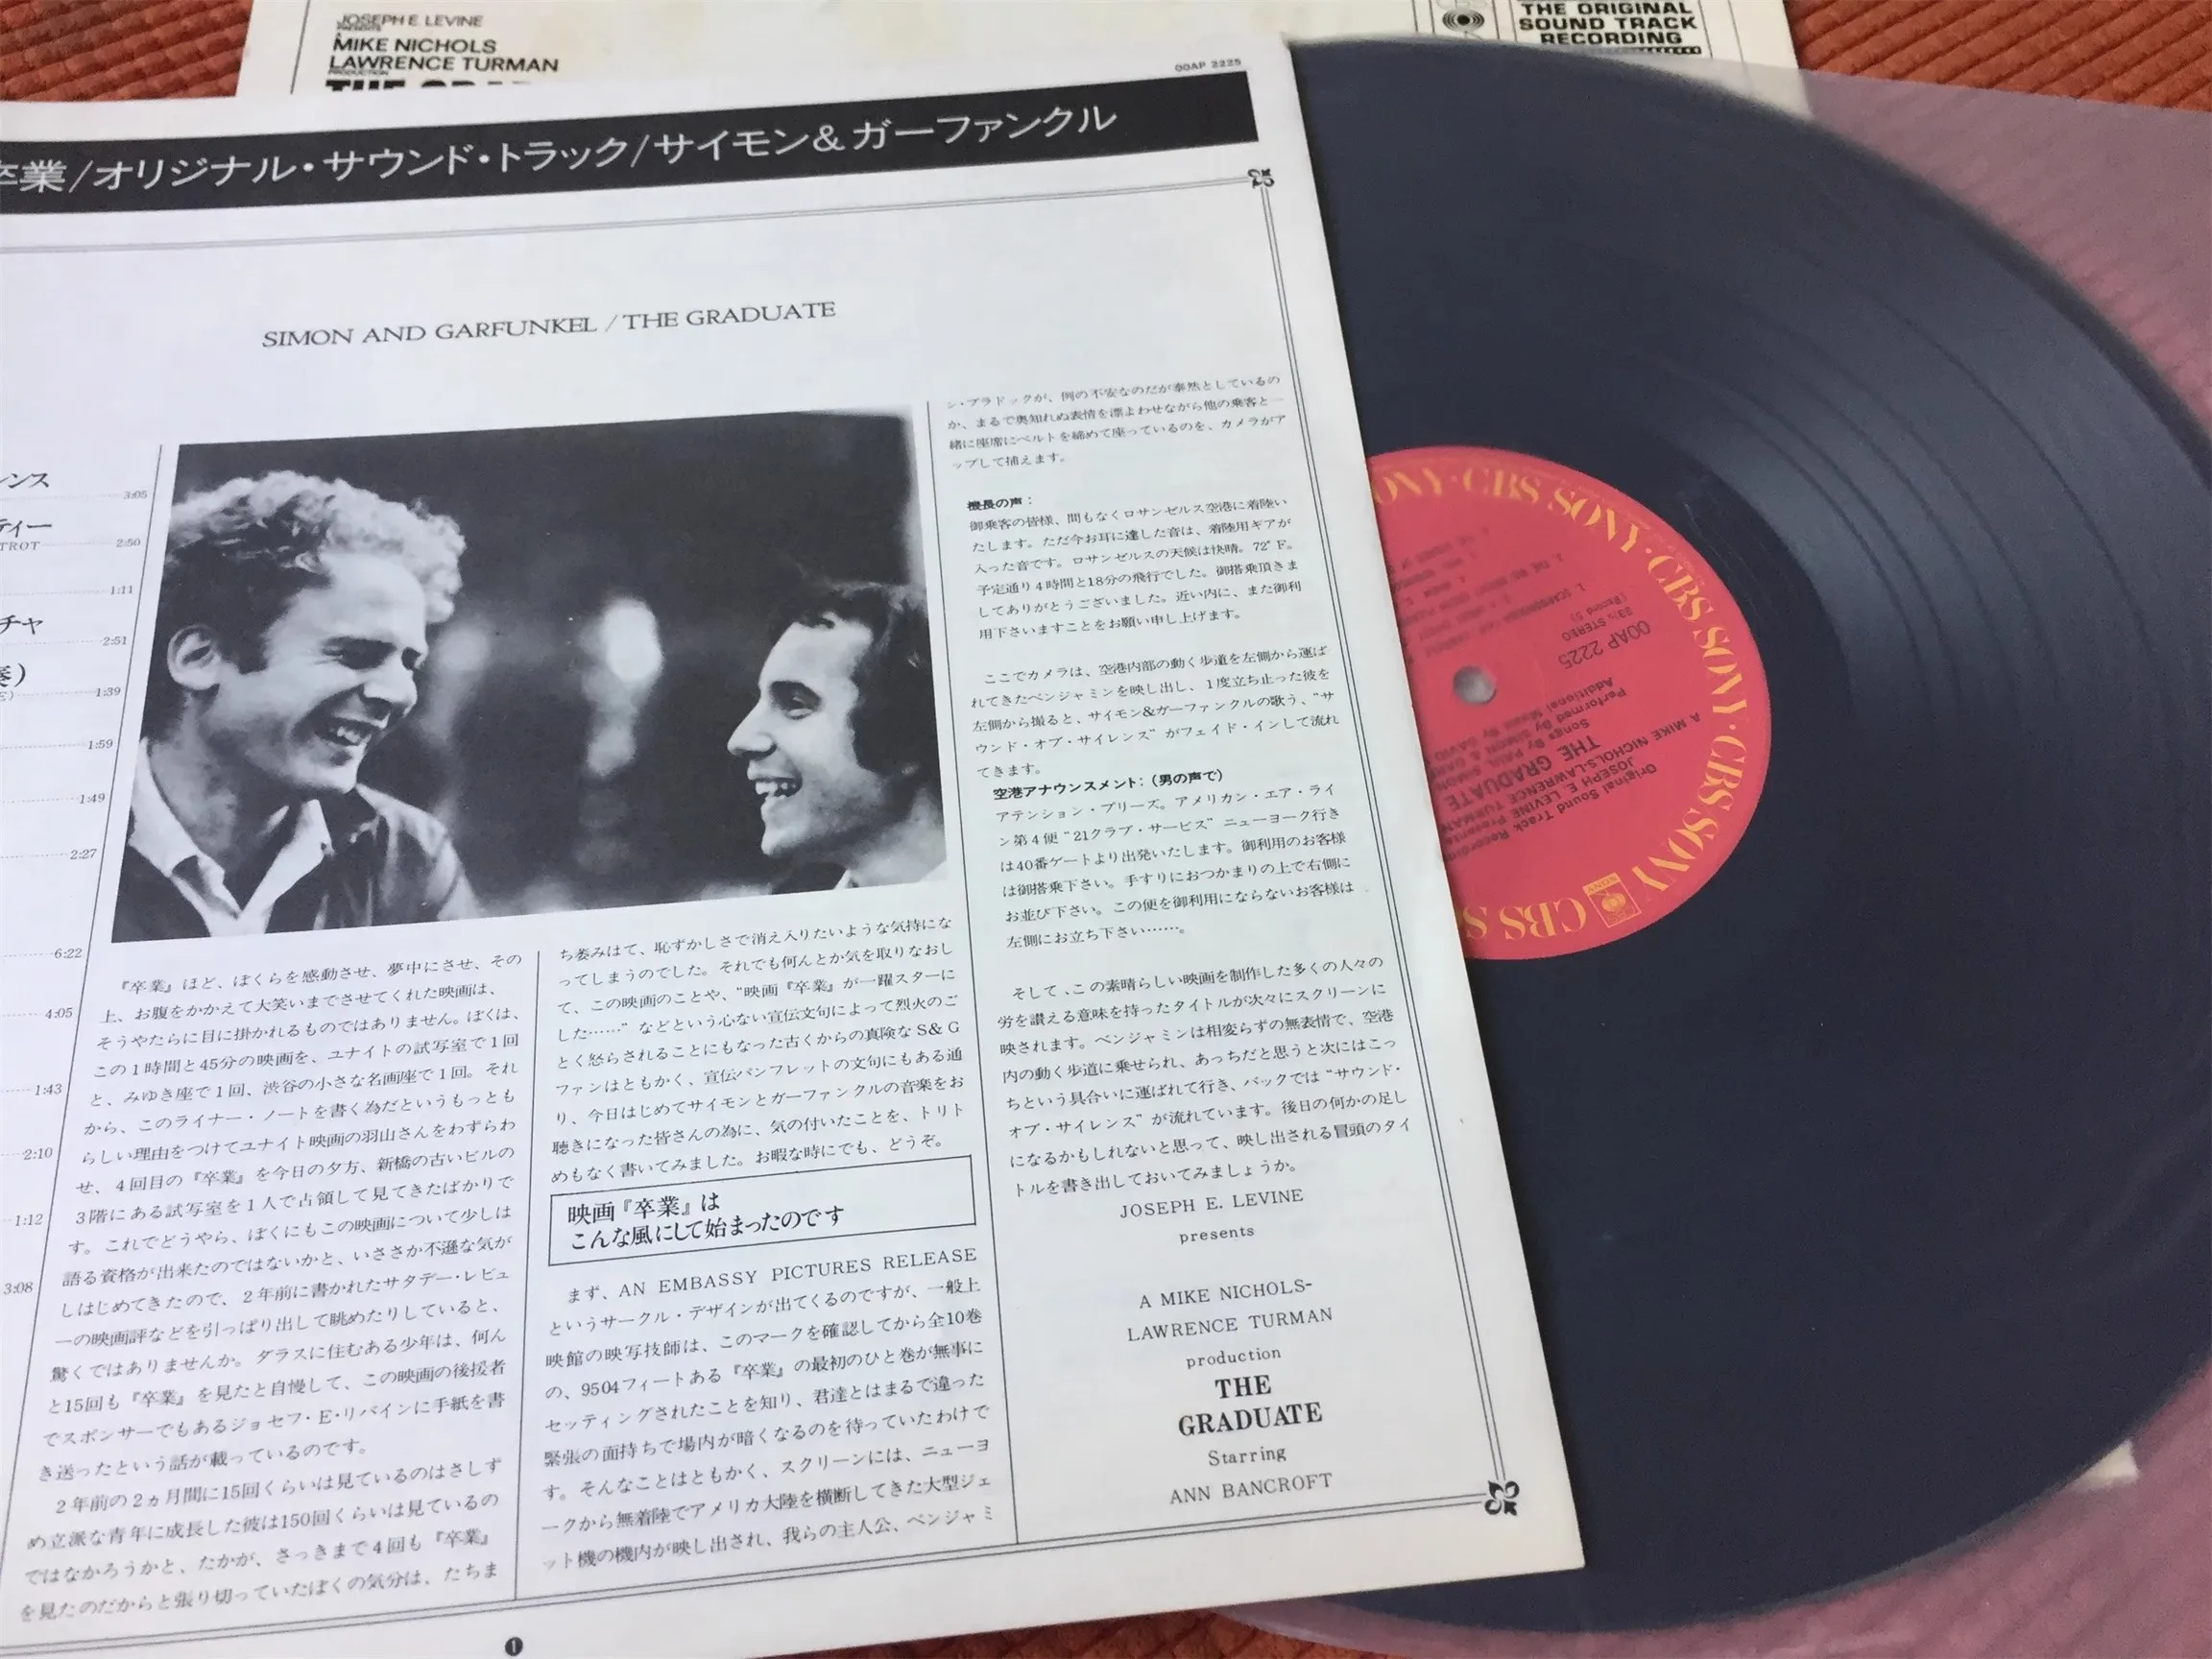 JOSEPH E. LEVINE
PRESENTS
A
MIKE NICHOLS
LAWRENCE TURMAN
PRODUCTION
THE ORIGINAL
SOUND TRACK
RECORDING
OOAP 2225
卒業/オリジナル・サウンド・トラック/サイモン&ガーファンクル
SIMON AND GARFUNKEL / THE GRADUATE
ンス
3:05
ティー
TROT
2:50
1:11
チャ
2:51
奏)
1:39
1:59
1:49
2:27
6:22
4:05
1:43
2:10
1:12
3:08
『卒業』ほど、ぼくらを感動させ、夢中にさせ、その
上、お腹をかかえて大笑いまでさせてくれた映画は、
そうやたらに目に掛かれるものではありません。ぼくは、
この1時間と45分の映画を、ユナイトの試写室で1回
と、みゆき座で1回、渋谷の小さな名画座で1回。それ
から、このライナー・ノートを書く為だというもっとも
らしい理由をつけてユナイト映画の羽山さんをわずらわ
せ、4回目の『卒業』を今日の夕方、新橋の古いビルの
3階にある試写室を1人で占領して見てきたばかりで
す。これでどうやら、ぼくにもこの映画について少しは
語る資格が出来たのではないかと、いささか不遜な気が
しはじめてきたので、2年前に書かれたサタデー・レビュ
ーの映画評などを引っぱり出して眺めたりしていると、
驚くではありませんか。ダラスに住むある少年は、何ん
と15回も『卒業』を見たと自慢して、この映画の後援者
でスポンサーでもあるジョセフ・E・リバインに手紙を書
き送ったという話が載っているのです。
2年前の2ヵ月間に15回くらいは見ているのはさしず
め立派な青年に成長した彼は150回くらいは見ているの
ではなかろうかと、たかが、さっきまで4回も『卒業』
を見たのだからと張り切っていたぼくの気分は、たちま
ち萎みはて、恥ずかしさで消え入りたいような気持にな
ってしまうのでした。それでも何んとか気を取りなおし
て、この映画のことや、"映画『卒業』が一躍スターに
した……"などという心ない宣伝文句によって烈火のご
とく怒らされることにもなった古くからの真険なS&G
ファンはともかく、宣伝パンフレットの文句にもある通
り、今日はじめてサイモンとガーファンクルの音楽をお
聴きになった皆さんの為に、気の付いたことを、トリト
めもなく書いてみました。お暇な時にでも、どうぞ。
映画『卒業』は
こんな風にして始まったのです
まず、AN EMBASSY PICTURES RELEASE
というサークル・デザインが出てくるのですが、一般上
映館の映写技師は、このマークを確認してから全10巻
の、9504フィートある『卒業』の最初のひと巻が無事に
セッティングされたことを知り、君達とはまるで違った
緊張の面持ちで場内が暗くなるのを待っていたわけで
す。そんなことはともかく、スクリーンには、ニューヨ
ークから無着陸でアメリカ大陸を横断してきた大型ジェ
ット機の機内が映し出され、我らの主人公、ベンジャミ
ン・ブラドックが、例の不安なのだが泰然としているの
か、まるで奥知れぬ表情を漂よわせながら他の乗客と一
緒に座席にベルトを締めて座っているのを、カメラがア
ップして捕えます。
機長の声：
御乗客の皆様、間もなくロサンゼルス空港に着陸い
たします。ただ今お耳に達した音は、着陸用ギアが
入った音です。ロサンゼルスの天候は快晴。72°F。
予定通り4時間と18分の飛行でした。御搭乗頂きま
してありがとうございました。近い内に、また御利
用下さいますことをお願い申し上げます。
ここでカメラは、空港内部の動く歩道を左側から運ば
れてきたベンジャミンを映し出し、1度立ち止った彼を
左側から撮ると、サイモン&ガーファンクルの歌う、"サ
ウンド・オブ・サイレンス"がフェイド・インして流れ
てきます。
空港アナウンスメント：(男の声で)
アテンション・プリーズ。アメリカン・エア・ライ
ン第4便"21クラブ・サービス"ニューヨーク行き
は40番ゲートより出発いたします。御利用のお客様
は御搭乗下さい。手すりにおつかまりの上で右側に
お並び下さい。この便を御利用にならないお客様は
左側にお立ち下さい……。
そして、この素晴らしい映画を制作した多くの人々の
労を讃える意味を持ったタイトルが次々にスクリーンに
映されます。ベンジャミンは相変らずの無表情で、空港
内の動く歩道に乗せられ、あっちだと思うと次にはこっ
ちという具合いに運ばれて行き、バックでは"サウンド・
オブ・サイレンス"が流れています。後日の何かの足し
になるかもしれないと思って、映し出される冒頭のタイ
トルを書き出しておいてみましょうか。
JOSEPH E. LEVINE
presents
A MIKE NICHOLS-
LAWRENCE TURMAN
production
THE
GRADUATE
Starring
ANN BANCROFT
❶
SONY・CBS SONY・CBS SONY・CBS SONY
CBS S
OOAP 2225
33⅓ STEREO
(Record 5)
Original Sound Track Recording
JOSEPH E. LEVINE Presents
A MIKE NICHOLS-LAWRENCE TURMAN
THE GRADUATE
Songs By PAUL SIMON
Performed By SIMON &
Additional Music By